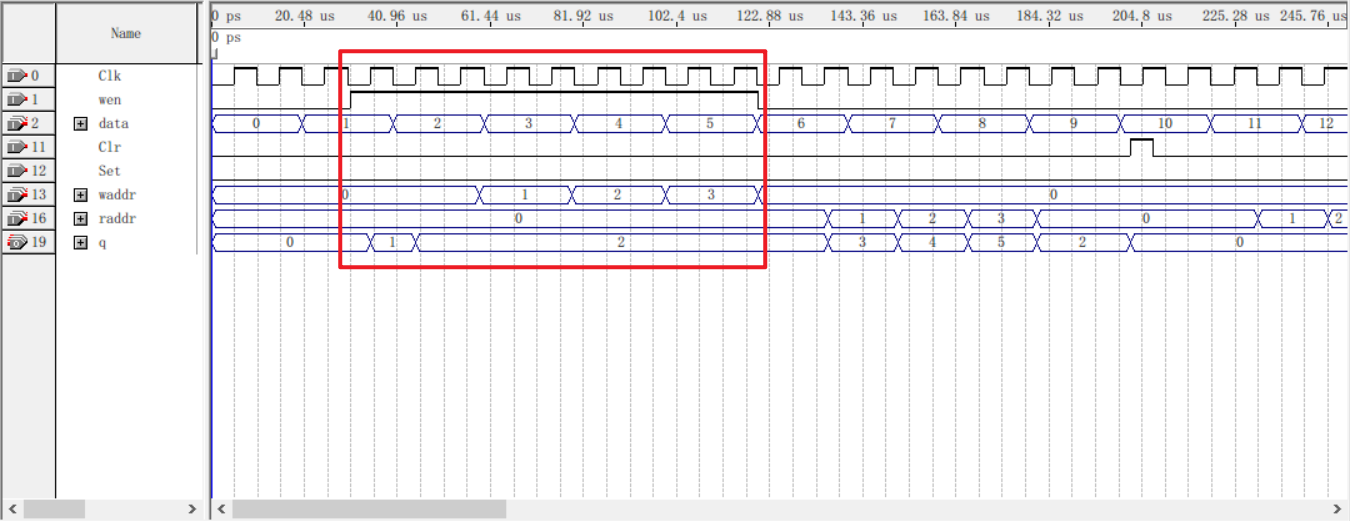 Name
0 ps 20.48 us 40.96 us 61.44 us 81.92 us 102.4 us 122.88 us 143.36 us 163.84 us 184.32 us 204.8 us 225.28 us 245.76 us
0 ps
0 Clk
1 wen
2 data 0 1 2 3 4 5 6 7 8 9 10 11 12
11 Clr
12 Set
13 waddr 0 1 2 3 0
16 raddr 0 1 2 3 0 1 2
19 q 0 1 2 3 4 5 2 0